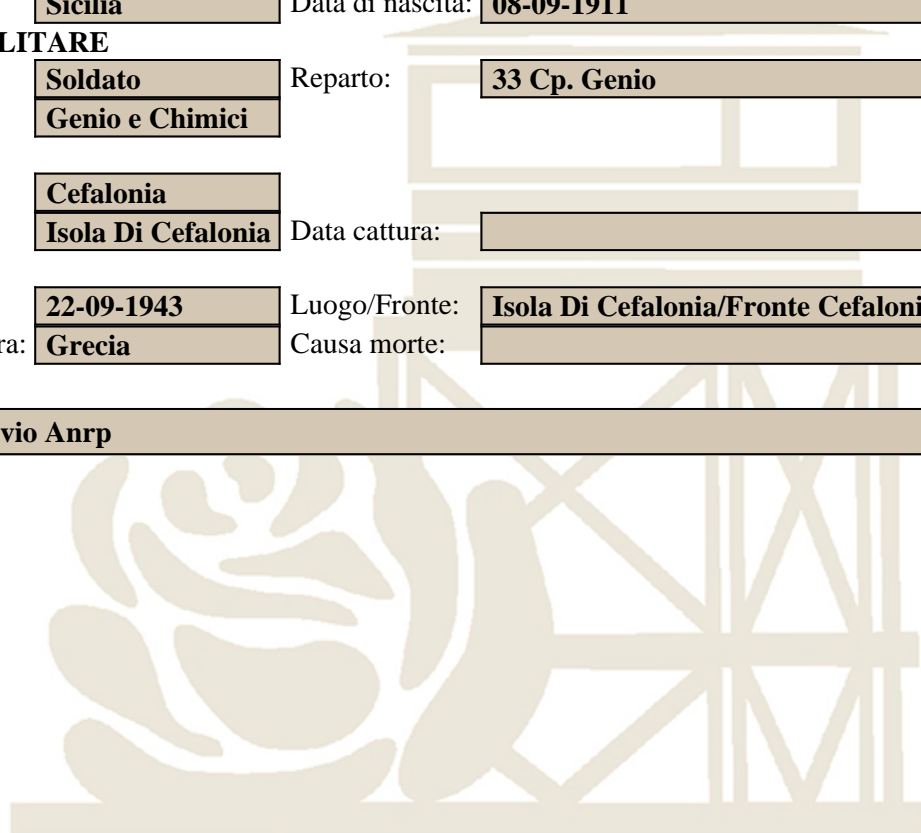 Sicilia Data di nascita: 08-09-1911
LITARE
Soldato Reparto: 33 Cp. Genio
Genio e Chimici
Cefalonia
Isola Di Cefalonia Data cattura:
22-09-1943 Luogo/Fronte: Isola Di Cefalonia/Fronte Cefaloni
ra: Grecia Causa morte:
vio Anrp